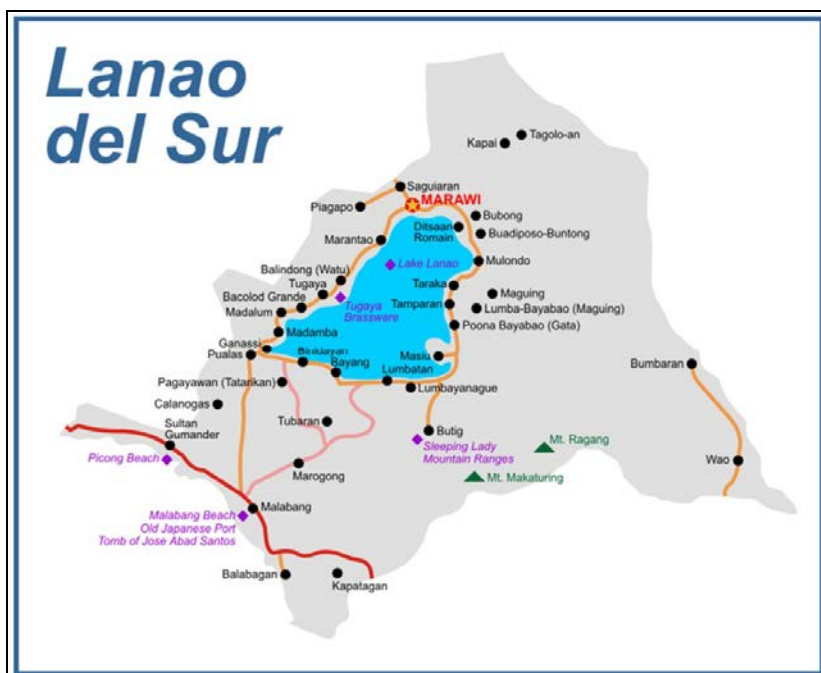 Lanao
del Sur
Tagolo-an
Kapai
Saguiaran
MARAWI
Piagapo
Bubong
Ditsaan
Romain
Buadiposo-Buntong
Marantao
Mulondo
Lake Lanao
Balindong (Watu)
Taraka
Tugaya
Maguing
Bacolod Grande
Tamparan
Lumba-Bayabao (Maguing)
Tugaya
Brassware
Madalum
Poona Bayabao (Gata)
Madamba
Ganassi
Pualas
Binidayan
Masiu
Bayang
Bumbaran
Lumbatan
Pagayawan (Tatarikan)
Lumbayanague
Calanogas
Tubaran
Butig
Sultan
Gumander
Sleeping Lady
Mountain Ranges
Mt. Ragang
Picong Beach
Marogong
Wao
Mt. Makaturing
Malabang
Malabang Beach
Old Japanese Port
Tomb of Jose Abad Santos
Balabagan
Kapatagan